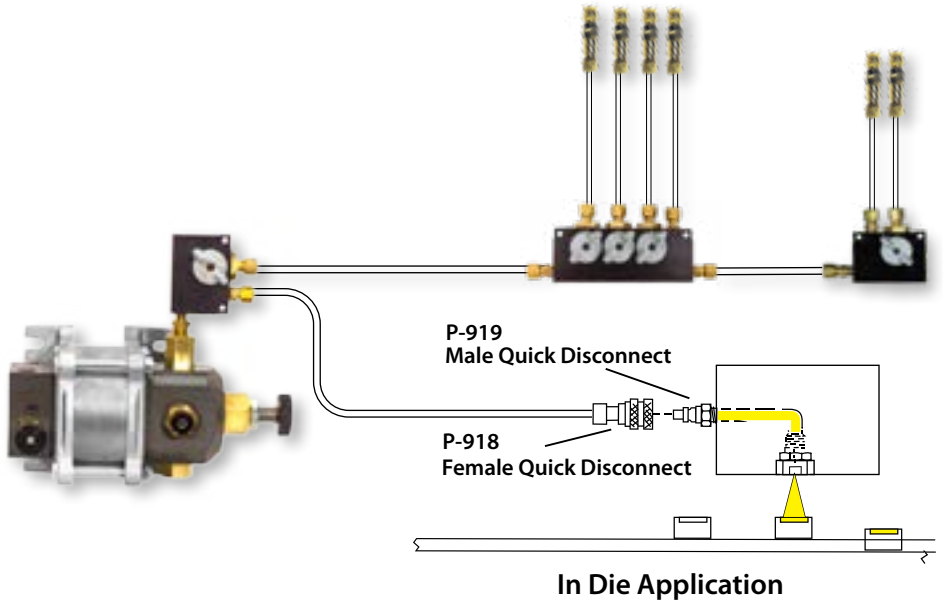 P-919
Male Quick Disconnect
P-918
Female Quick Disconnect
In Die Application